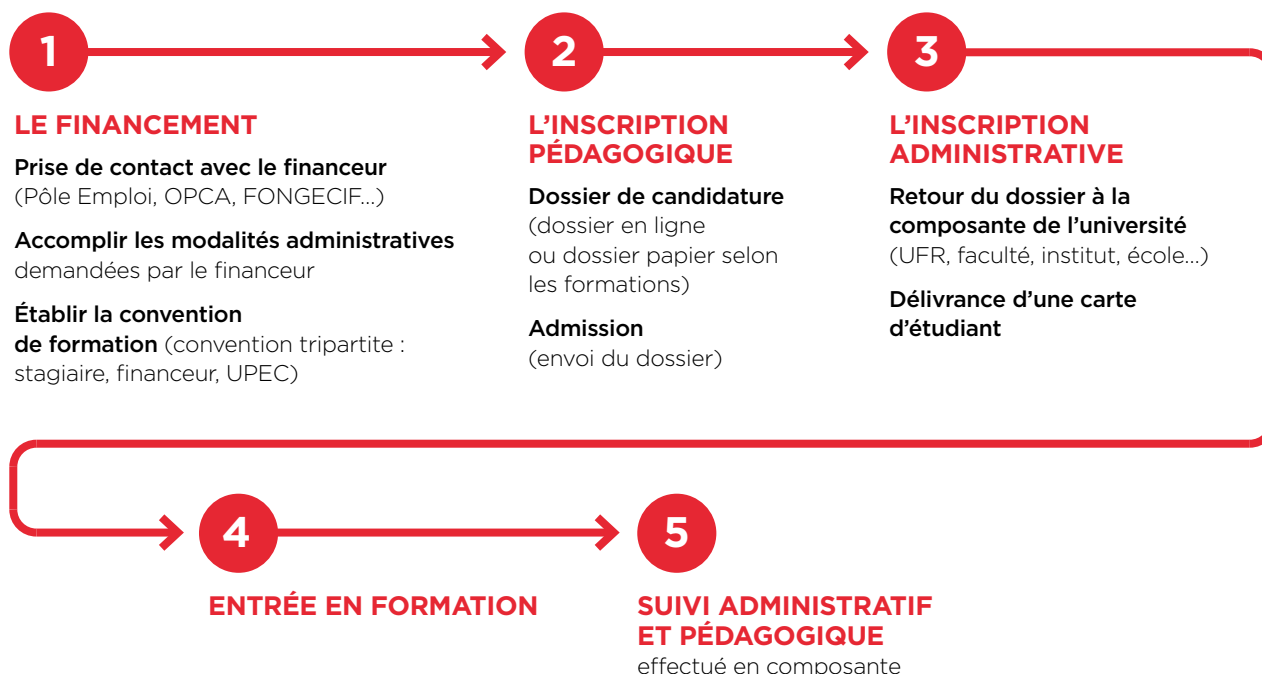 1
LE FINANCEMENT
Prise de contact avec le financeur
(Pôle Emploi, OPCA, FONGECIF...)
Accomplir les modalités administratives
demandées par le financeur
Établir la convention
de formation (convention tripartite :
stagiaire, financeur, UPEC)
2
L’INSCRIPTION
PÉDAGOGIQUE
Dossier de candidature
(dossier en ligne
ou dossier papier selon
les formations)
Admission
(envoi du dossier)
3
L’INSCRIPTION
ADMINISTRATIVE
Retour du dossier à la
composante de l’université
(UFR, faculté, institut, école...)
Délivrance d’une carte
d’étudiant
4
ENTRÉE EN FORMATION
5
SUIVI ADMINISTRATIF
ET PÉDAGOGIQUE
effectué en composante